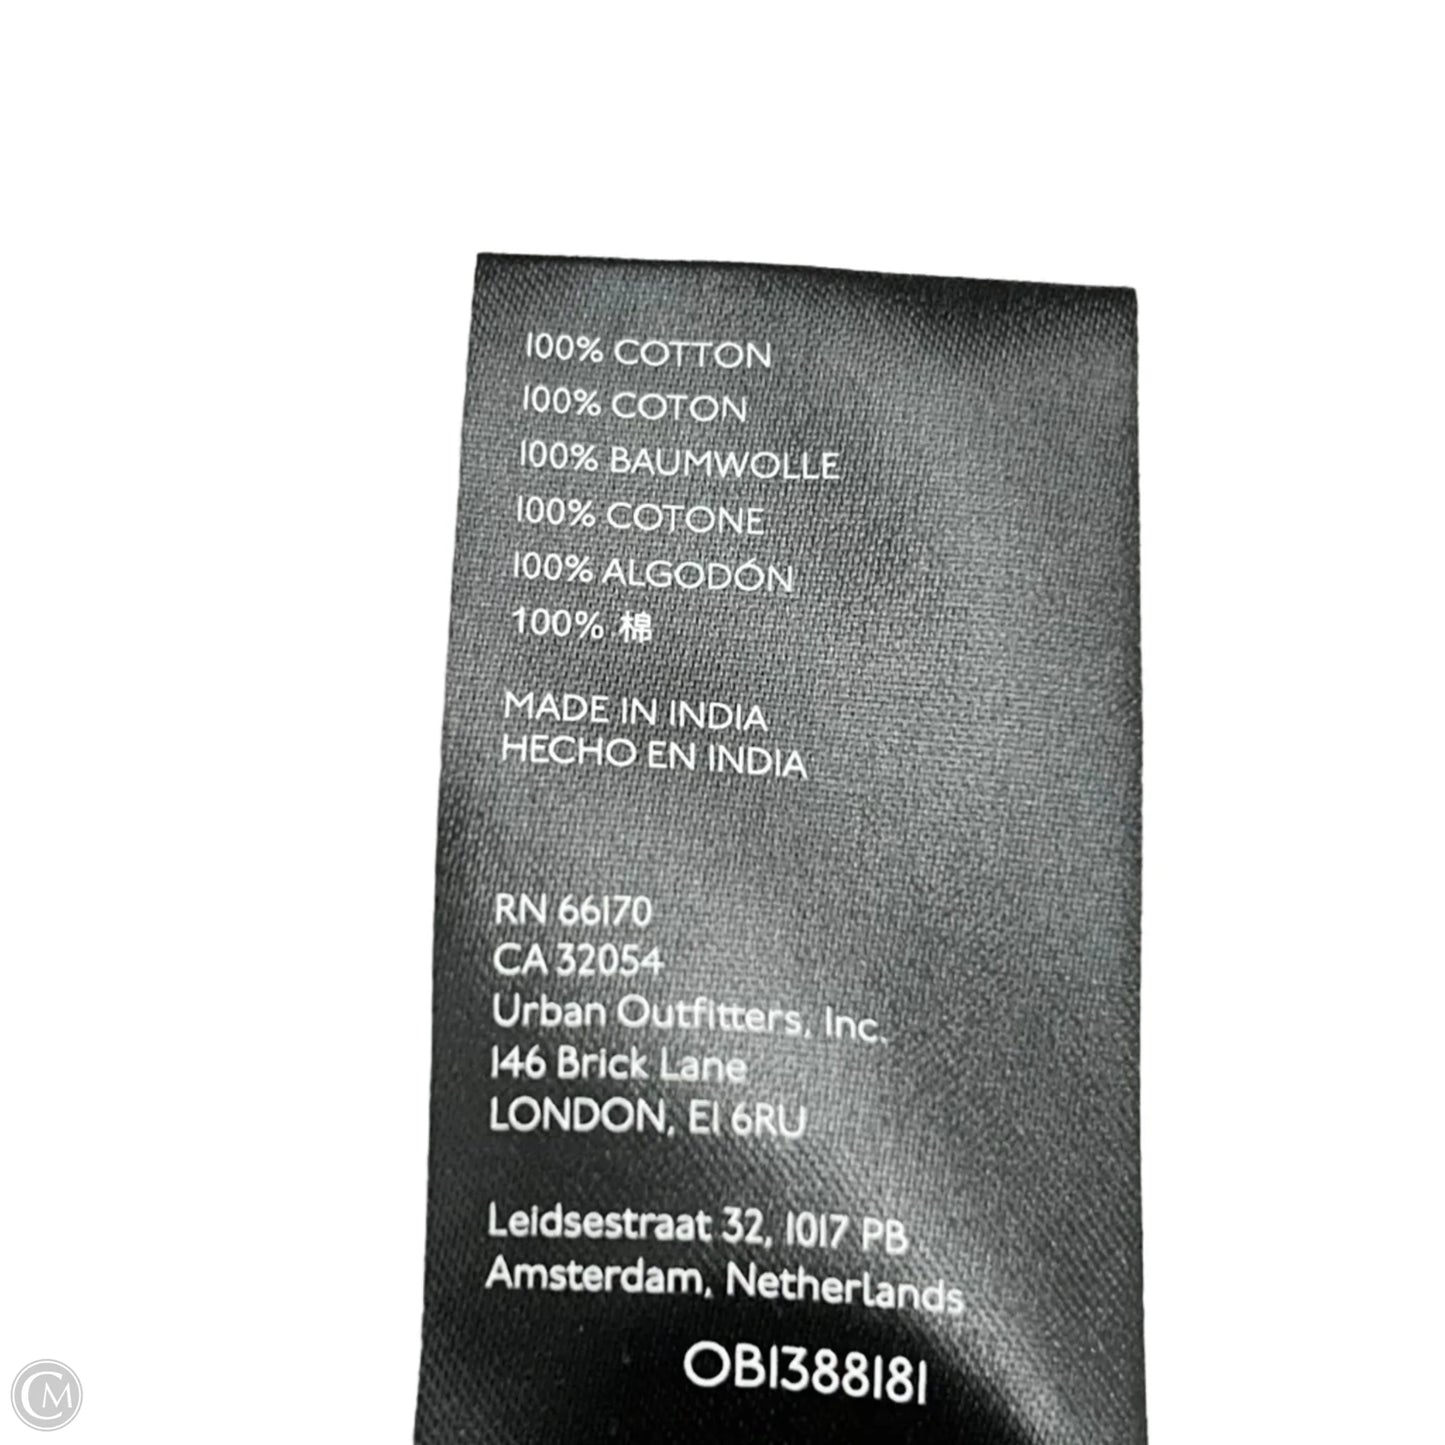 100% COTTON
100% COTON
100% BAUMWOLLE
100% COTONE
100% ALGODÓN
100% 棉
MADE IN INDIA
HECHO EN INDIA
RN 66170
CA 32054
Urban Outfitters, Inc.
146 Brick Lane
LONDON, E1 6RU
Leidsestraat 32, 1017 PB
Amsterdam, Netherlands
OB1388181
CM